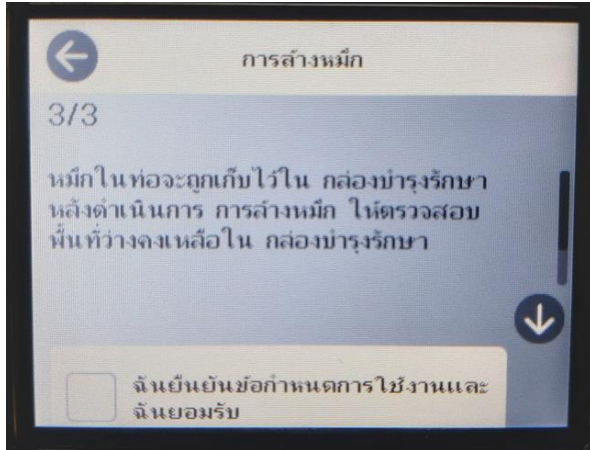 การล้างหมึก
3/3
หมึกในท่อจะถูกเก็บไว้ใน กล่องบำรุงรักษา
หลังดำเนินการ การล้างหมึก ให้ตรวจสอบ
พื้นที่ว่างคงเหลือใน กล่องบำรุงรักษา
ฉันยืนยันข้อกำหนดการใช้งานและ
ฉันยอมรับ